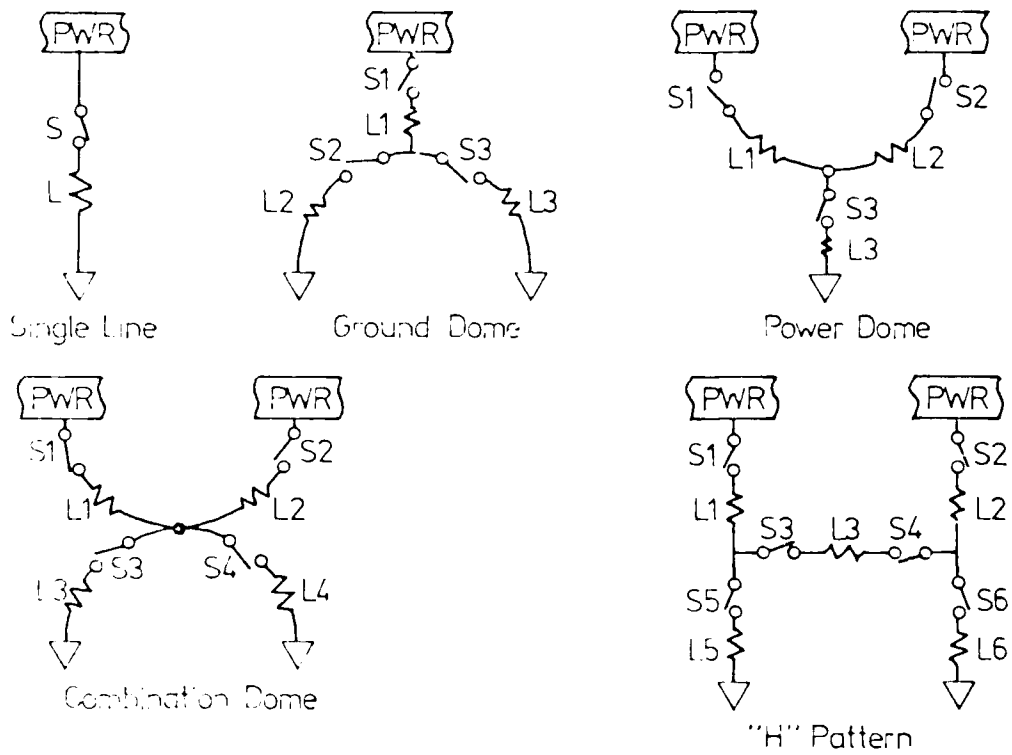 PWR
S
L
Single Line
PWR
S1
L1
S2
S3
L2
L3
Ground Dome
PWR PWR
S1
S2
L1
L2
S3
L3
Power Dome
PWR PWR
S1
S2
L1
L2
S3
S4
L3
L4
Combination Dome
PWR PWR
S1
S2
L1
L2
S3 L3 S4
S5
S6
L5
L6
"H" Pattern